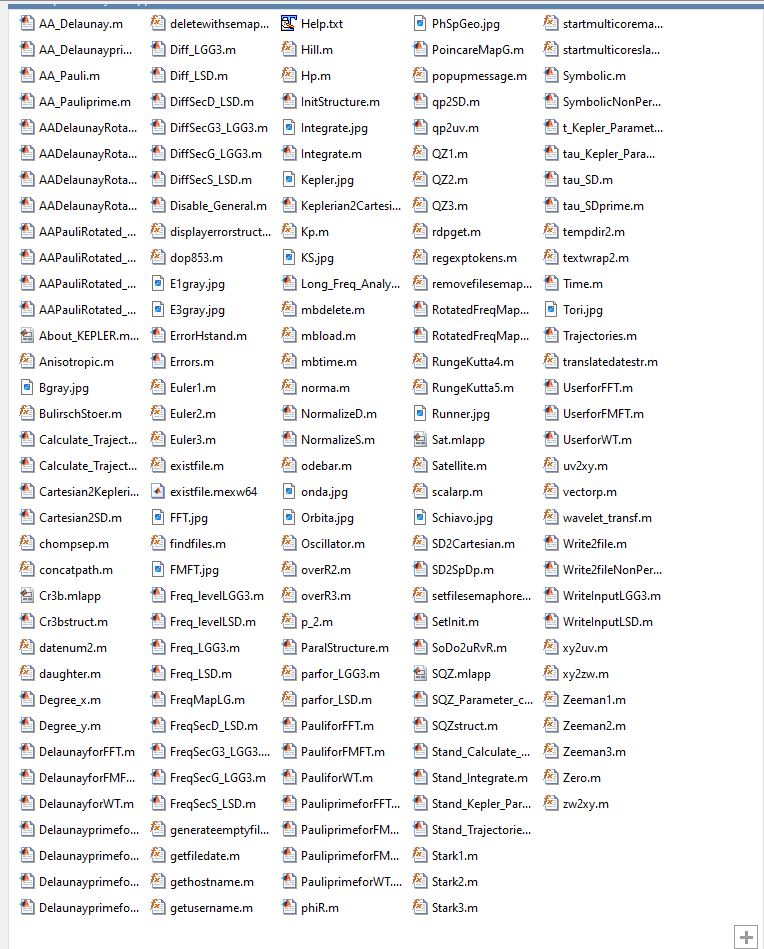 AA_Delaunay.m
AA_Delaunaypri...
AA_Pauli.m
AA_Pauliprime.m
AADelaunayRota...
AADelaunayRota...
AADelaunayRota...
AADelaunayRota...
AAPauliRotated_...
AAPauliRotated_...
AAPauliRotated_...
AAPauliRotated_...
About_KEPLER.m...
Anisotropic.m
Bgray.jpg
BulirschStoer.m
Calculate_Traject...
Calculate_Traject...
Cartesian2Kepleri...
Cartesian2SD.m
chompsep.m
concatpath.m
Cr3b.mlapp
Cr3bstruct.m
datenum2.m
daughter.m
Degree_x.m
Degree_y.m
DelaunayforFFT.m
DelaunayforFMF...
DelaunayforWT.m
Delaunayprimefo...
Delaunayprimefo...
Delaunayprimefo...
Delaunayprimefo...
deletewithsemap...
Diff_LGG3.m
Diff_LSD.m
DiffSecD_LSD.m
DiffSecG3_LGG3.m
DiffSecG_LGG3.m
DiffSecS_LSD.m
Disable_General.m
displayerrorstruct...
dop853.m
E1gray.jpg
E3gray.jpg
ErrorHstand.m
Errors.m
Euler1.m
Euler2.m
Euler3.m
existfile.m
existfile.mexw64
FFT.jpg
findfiles.m
FMFT.jpg
Freq_levelLGG3.m
Freq_levelLSD.m
Freq_LGG3.m
Freq_LSD.m
FreqMapLG.m
FreqSecD_LSD.m
FreqSecG3_LGG3....
FreqSecG_LGG3.m
FreqSecS_LSD.m
generateemptyfil...
getfiledate.m
gethostname.m
getusername.m
Help.txt
Hill.m
Hp.m
InitStructure.m
Integrate.jpg
Integrate.m
Kepler.jpg
Keplerian2Cartesi...
Kp.m
KS.jpg
Long_Freq_Analy...
mbdelete.m
mbload.m
mbtime.m
norma.m
NormalizeD.m
NormalizeS.m
odebar.m
onda.jpg
Orbita.jpg
Oscillator.m
overR2.m
overR3.m
p_2.m
ParalStructure.m
parfor_LGG3.m
parfor_LSD.m
PauliforFFT.m
PauliforFMFT.m
PauliforWT.m
PauliprimeforFFT...
PauliprimeforFM...
PauliprimeforFM...
PauliprimeforWT....
phiR.m
PhSpGeo.jpg
PoincareMapG.m
popupmessage.m
qp2SD.m
qp2uv.m
QZ1.m
QZ2.m
QZ3.m
rdpget.m
regexptokens.m
removefilesemap...
RotatedFreqMap...
RotatedFreqMap...
RungeKutta4.m
RungeKutta5.m
Runner.jpg
Sat.mlapp
Satellite.m
scalarp.m
Schiavo.jpg
SD2Cartesian.m
SD2SpDp.m
setfilesemaphore...
SetInit.m
SoDo2uRvR.m
SQZ.mlapp
SQZ_Parameter_c...
SQZstruct.m
Stand_Calculate_...
Stand_Integrate.m
Stand_Kepler_Par...
Stand_Trajectorie...
Stark1.m
Stark2.m
Stark3.m
startmulticorema...
startmulticoresla...
Symbolic.m
SymbolicNonPer...
t_Kepler_Paramet...
tau_Kepler_Para...
tau_SD.m
tau_SDprime.m
tempdir2.m
textwrap2.m
Time.m
Tori.jpg
Trajectories.m
translatedatestr.m
UserforFFT.m
UserforFMFT.m
UserforWT.m
uv2xy.m
vectorp.m
wavelet_transf.m
Write2file.m
Write2fileNonPer...
WriteInputLGG3.m
WriteInputLSD.m
xy2uv.m
xy2zw.m
Zeeman1.m
Zeeman2.m
Zeeman3.m
Zero.m
zw2xy.m